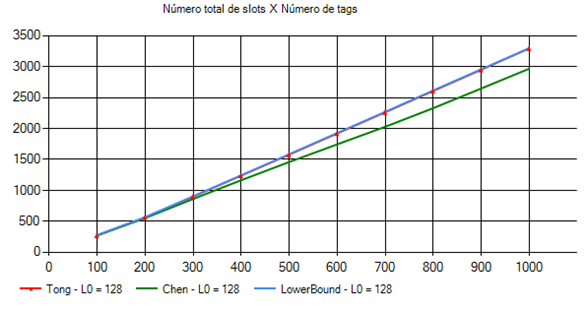 Número total de slots X Número de tags
3500
3000
2500
2000
1500
1000
500
0
0 100 200 300 400 500 600 700 800 900 1000
Tong - L0 = 128 Chen - L0 = 128 LowerBound - L0 = 128